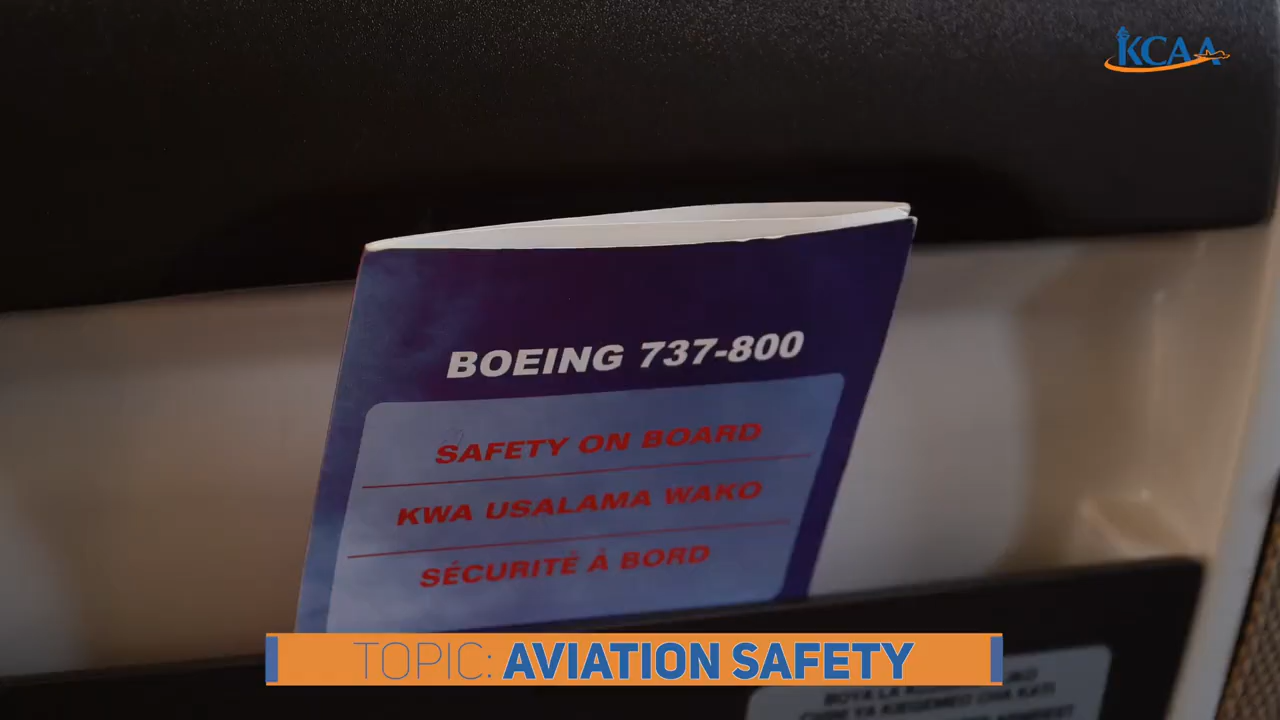 KCAA
BOEING 737-800
SAFETY ON BOARD
KWA USALAMA WAKO
SÉCURITÉ À BORD
TOPIC: AVIATION SAFETY